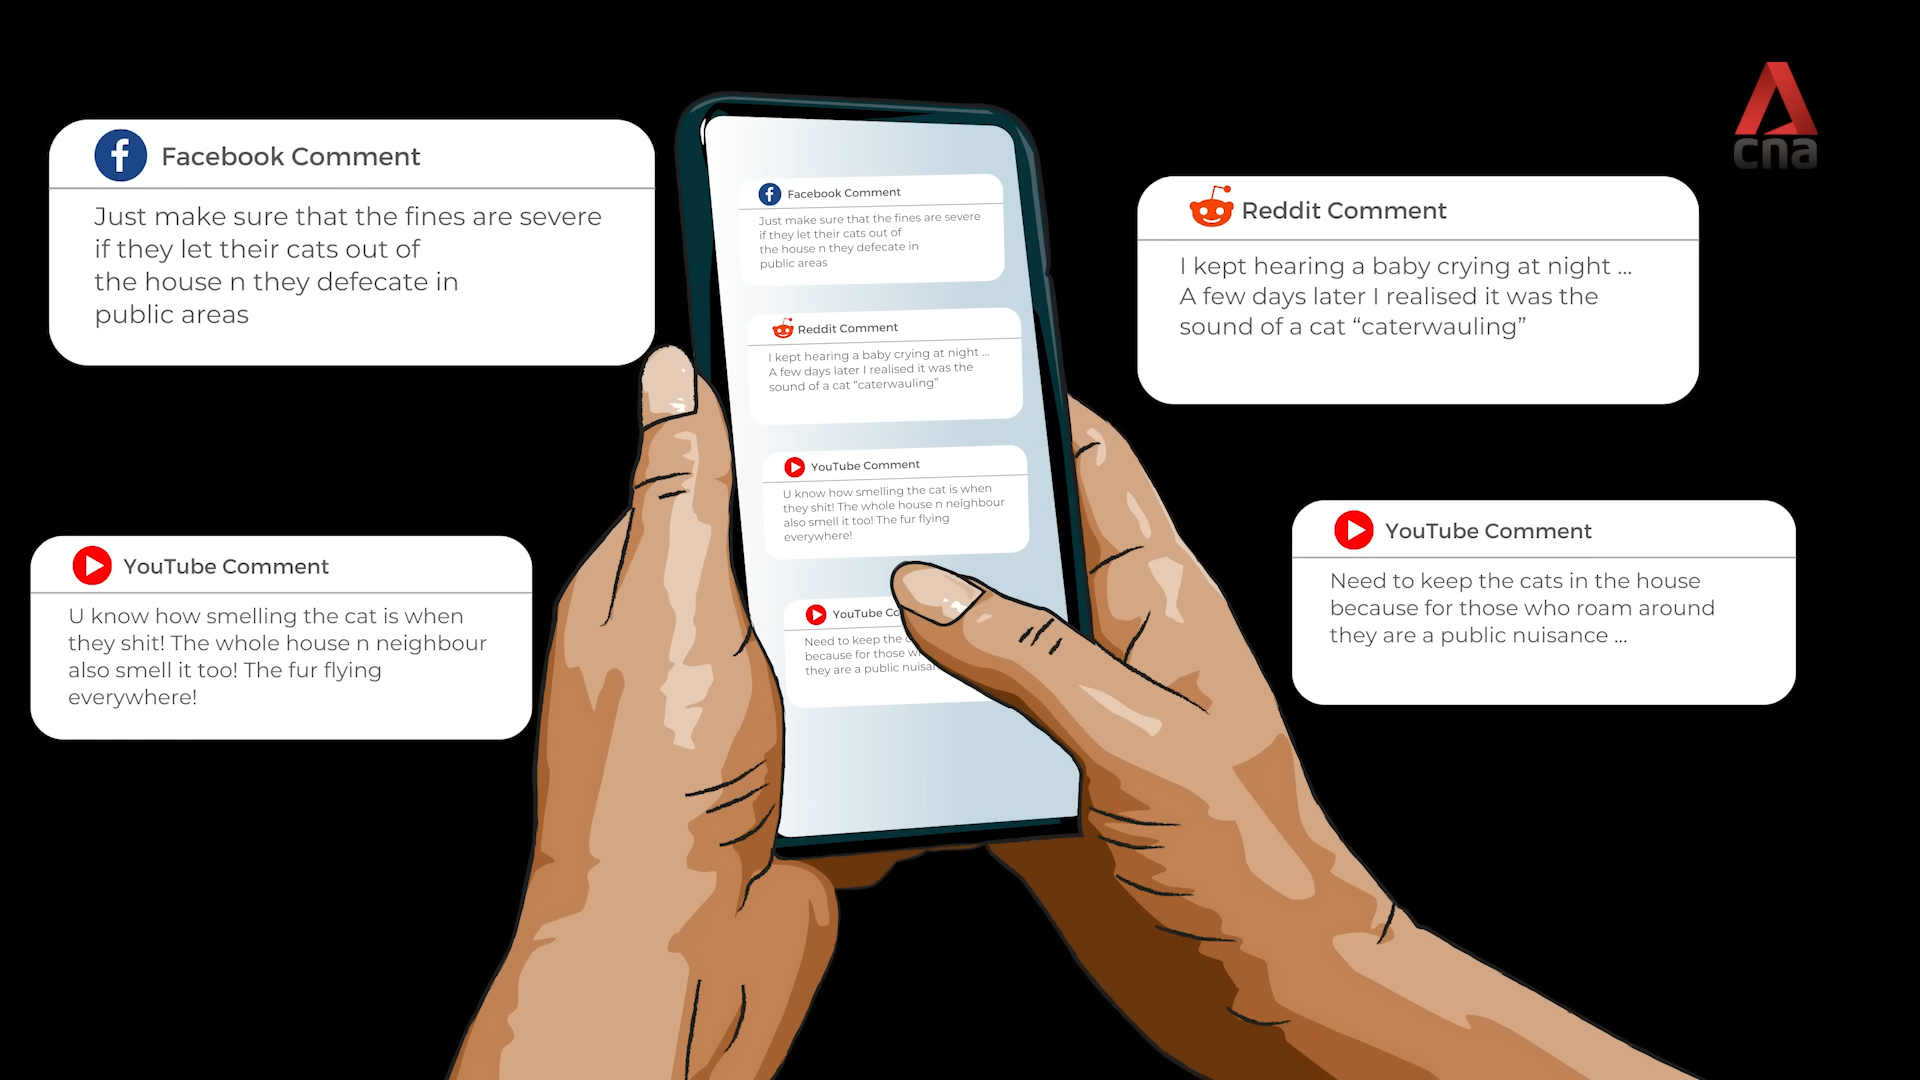 cna
Facebook Comment
Just make sure that the fines are severe
if they let their cats out of
the house n they defecate in
public areas
Reddit Comment
I kept hearing a baby crying at night ...
A few days later I realised it was the
sound of a cat “caterwauling”
YouTube Comment
U know how smelling the cat is when
they shit! The whole house n neighbour
also smell it too! The fur flying
everywhere!
YouTube Comment
Need to keep the cats in the house
because for those who roam around
they are a public nuisance ...
Facebook Comment
Just make sure that the fines are severe
if they let their cats out of
the house n they defecate in
public areas
Reddit Comment
I kept hearing a baby crying at night ...
A few days later I realised it was the
sound of a cat “caterwauling”
YouTube Comment
U know how smelling the cat is when
they shit! The whole house n neighbour
also smell it too! The fur flying
everywhere!
YouTube Co
Need to keep the
because for those
they are a public